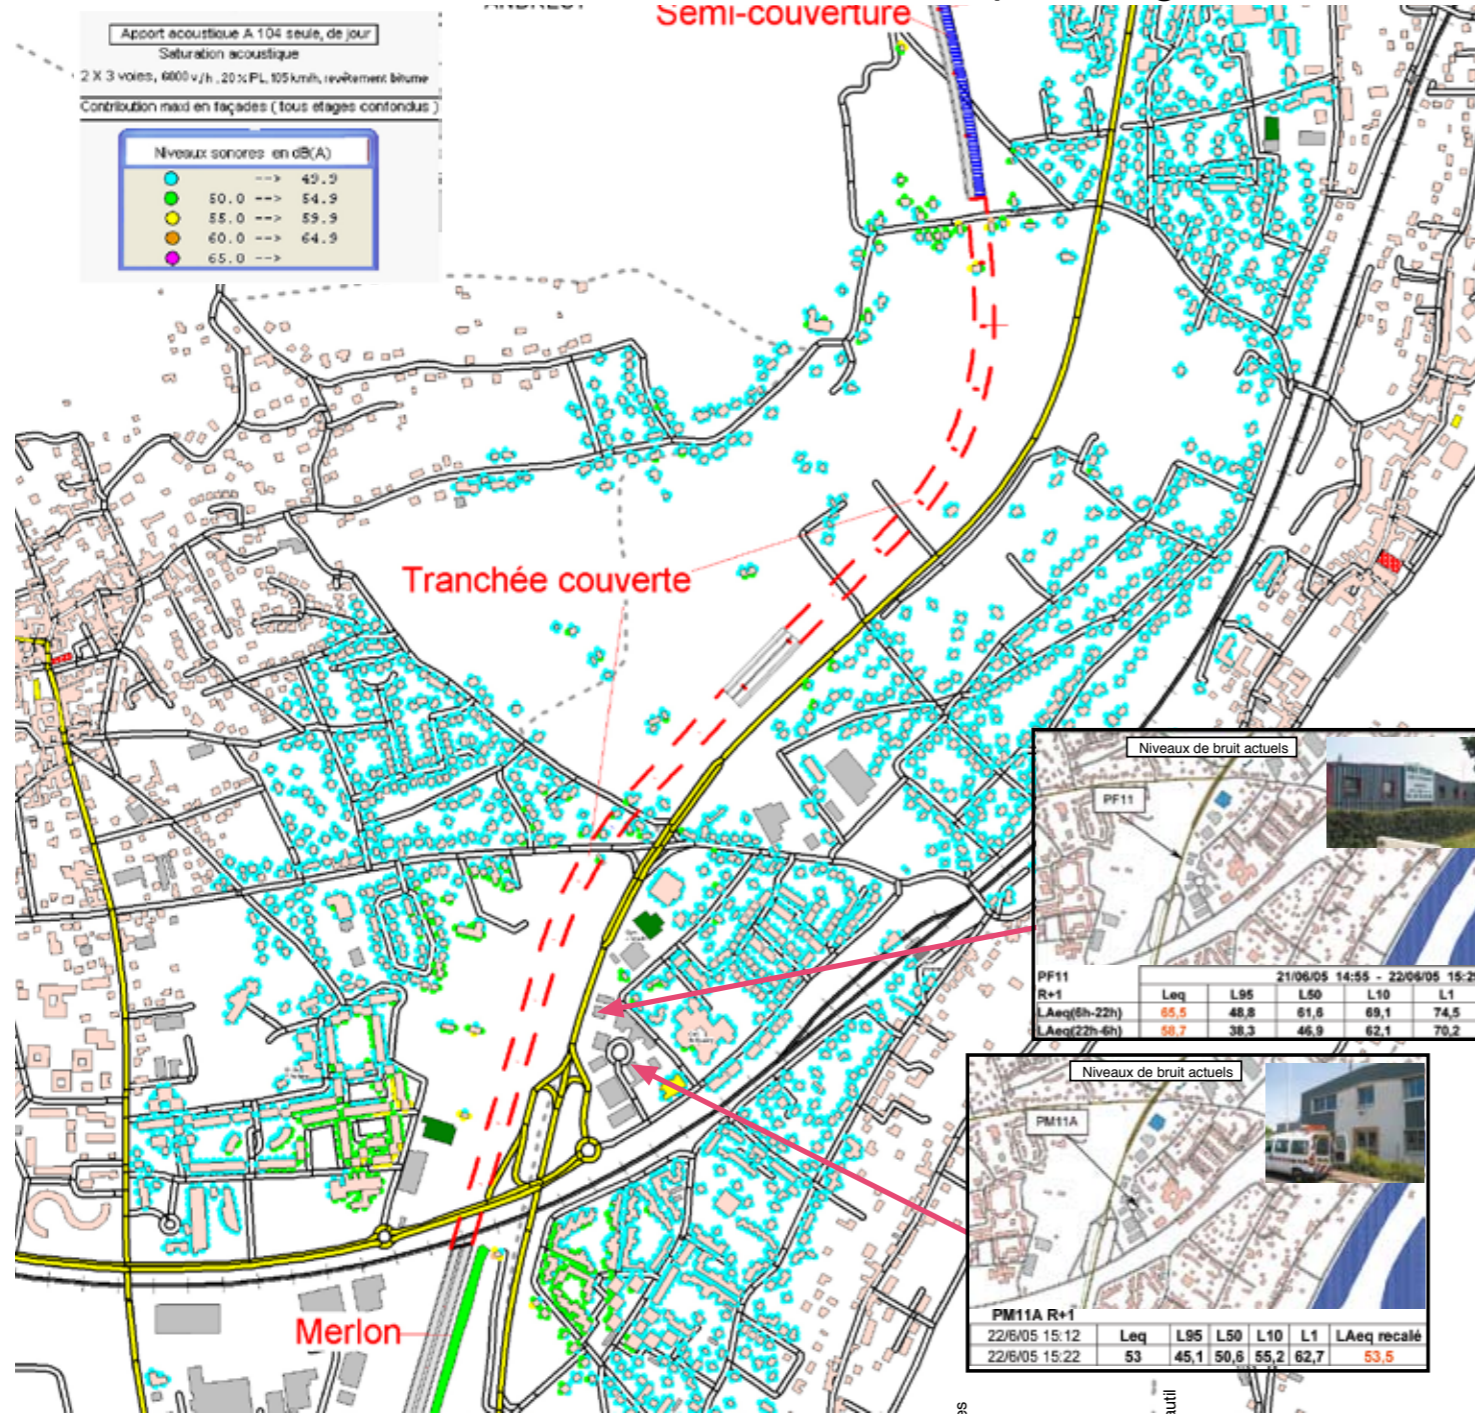 ANDRESY
Semi-couverture
Apport acoustique A 104 seule, de jour
Saturation acoustique
2 X 3 voies, 6000 v/h , 20 % PL, 105 km/h, revêtement bitume
Contribution maxi en façades ( tous etages confondus )
Niveaux sonores en dB(A)
--> 49.9
50.0 --> 54.9
55.0 --> 59.9
60.0 --> 64.9
65.0 -->
Tranchée couverte
Merlon
Niveaux de bruit actuels
PF11
PF11 21/06/05 14:55 - 22/06/05 15:25
R+1 Leq L95 L50 L10 L1
LAeq(6h-22h) 65,5 48,8 61,6 69,1 74,5
LAeq(22h-6h) 58,7 38,3 46,9 62,1 70,2
Niveaux de bruit actuels
PM11A
PM11A R+1
22/6/05 15:12 Leq L95 L50 L10 L1 LAeq recalé
22/6/05 15:22 53 45,1 50,6 55,2 62,7 53,5
es
autil